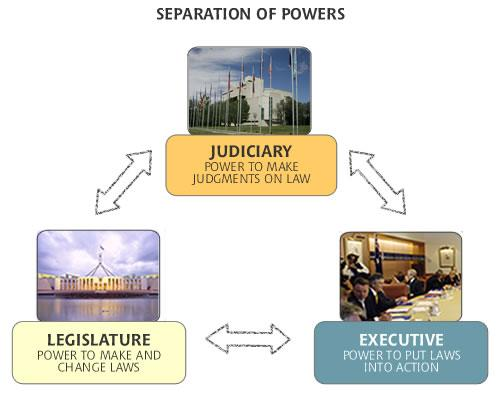 SEPARATION OF POWERS
JUDICIARY
POWER TO MAKE
JUDGMENTS ON LAW
LEGISLATURE
POWER TO MAKE AND
CHANGE LAWS
EXECUTIVE
POWER TO PUT LAWS
INTO ACTION